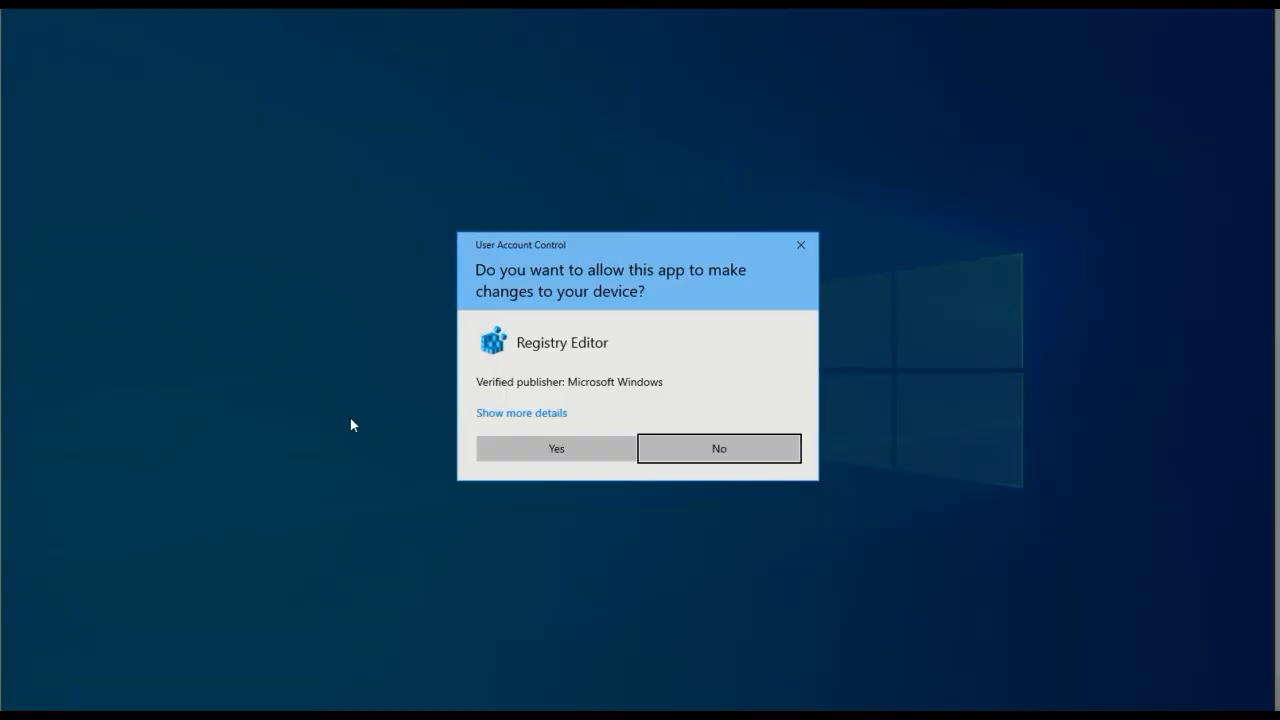 User Account Control
Do you want to allow this app to make
changes to your device?
Registry Editor
Verified publisher: Microsoft Windows
Show more details
Yes
No